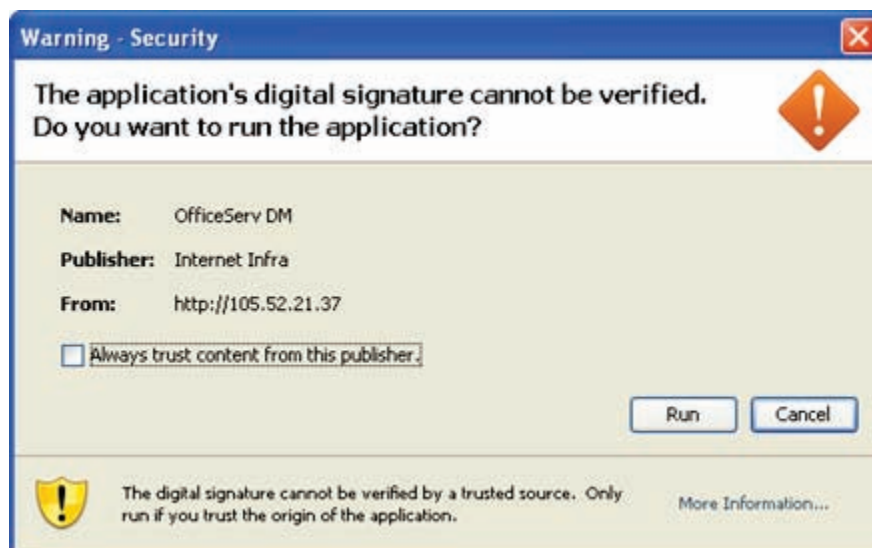 Warning - Security
The application's digital signature cannot be verified.
Do you want to run the application?
Name: OfficeServ DM
Publisher: Internet Infra
From: http://105.52.21.37
Always trust content from this publisher.
Run Cancel
The digital signature cannot be verified by a trusted source. Only
run if you trust the origin of the application.
More Information...